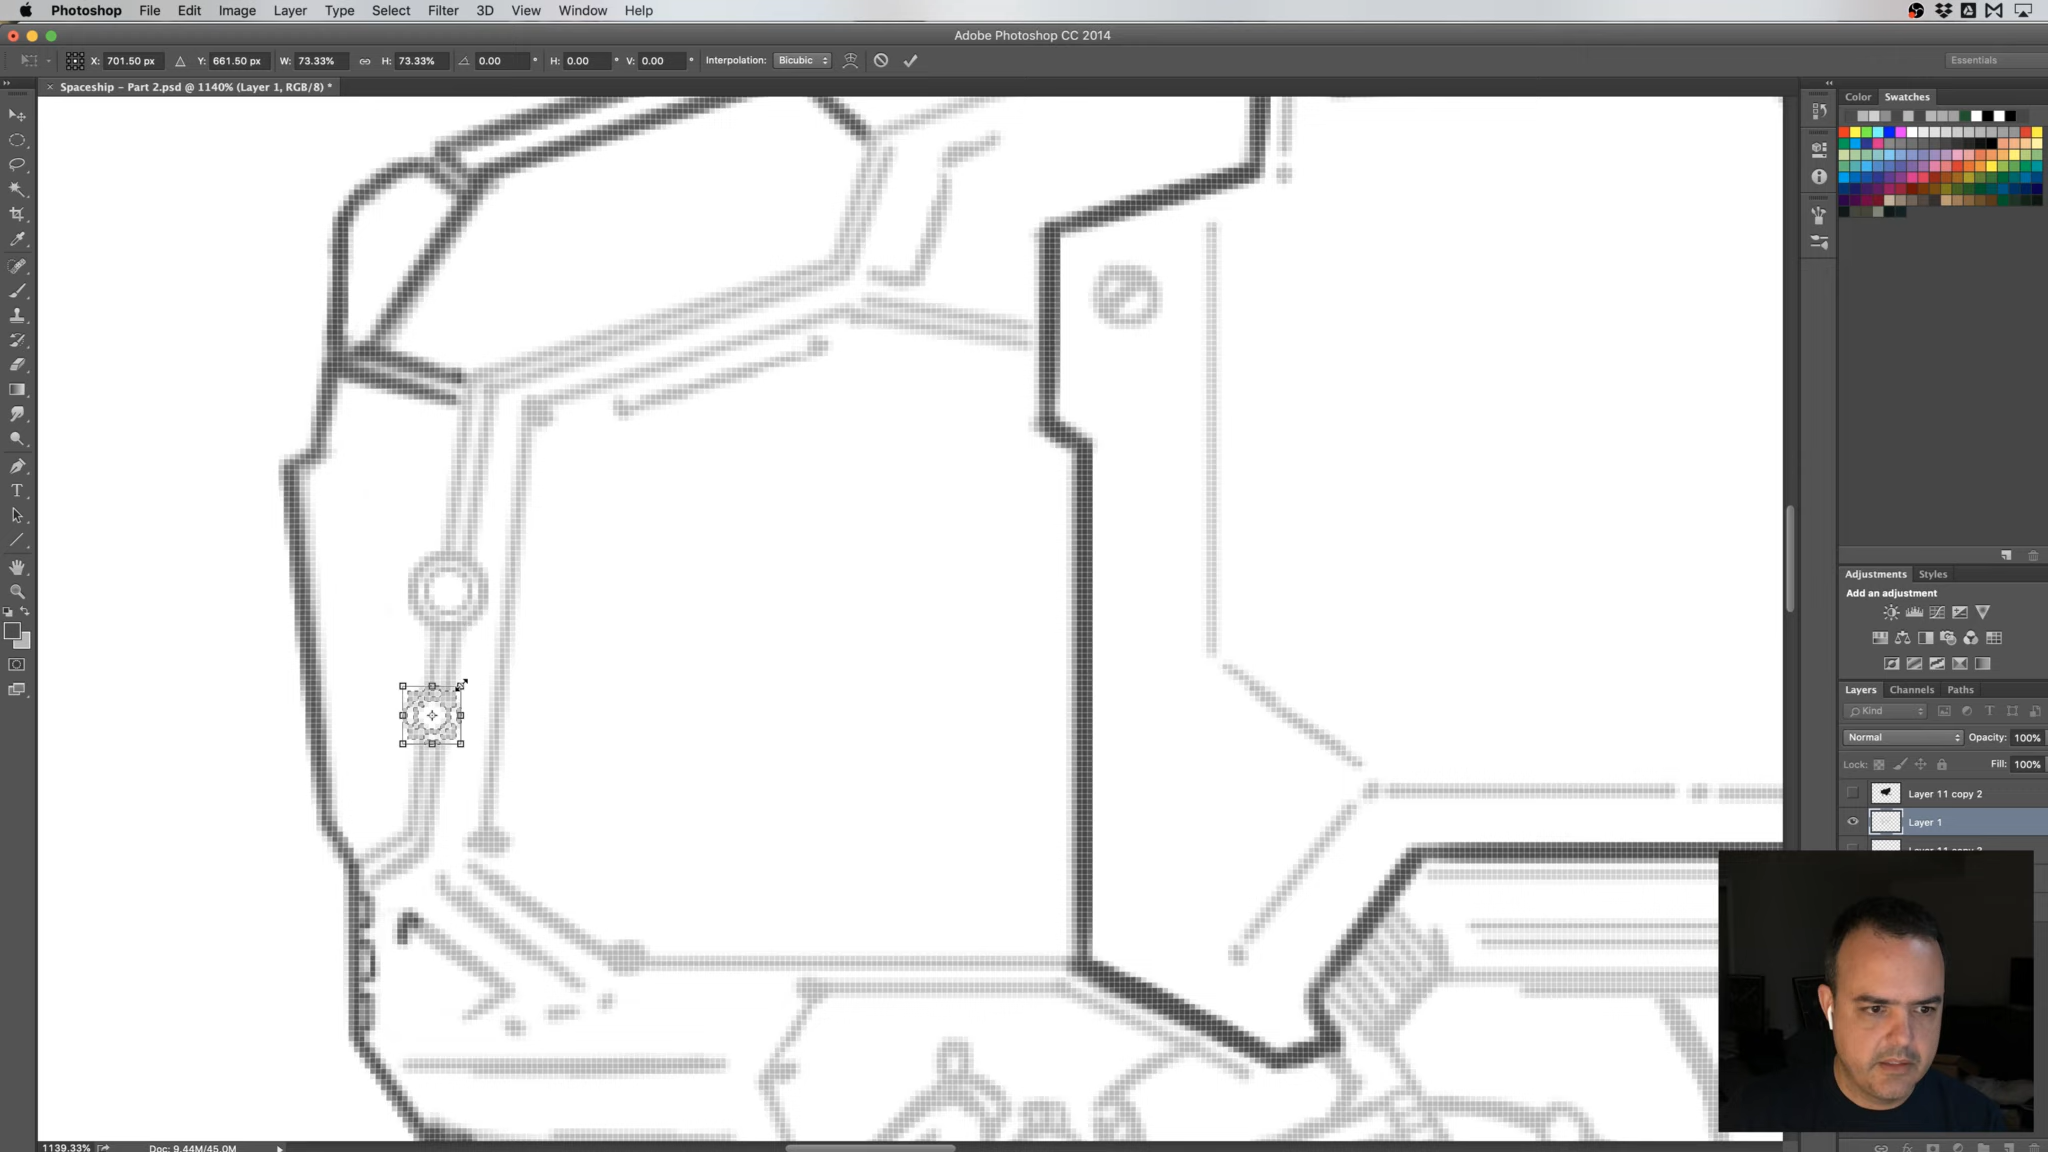 Photoshop File Edit Image Layer Type Select Filter 3D View Window Help
Adobe Photoshop CC 2014
X: 701.50 px Y: 661.50 px W: 73.33% H: 73.33% 0.00 ° H: 0.00 ° V: 0.00 ° Interpolation: Bicubic Essentials
× Spaceship – Part 2.psd @ 1140% (Layer 1, RGB/8) *
Color Swatches
Adjustments Styles
Add an adjustment
Layers Channels Paths
Kind
Normal Opacity: 100%
Lock: Fill: 100%
Layer 11 copy 2
Layer 1
1139.33% Doc: 9.44M/45.0M